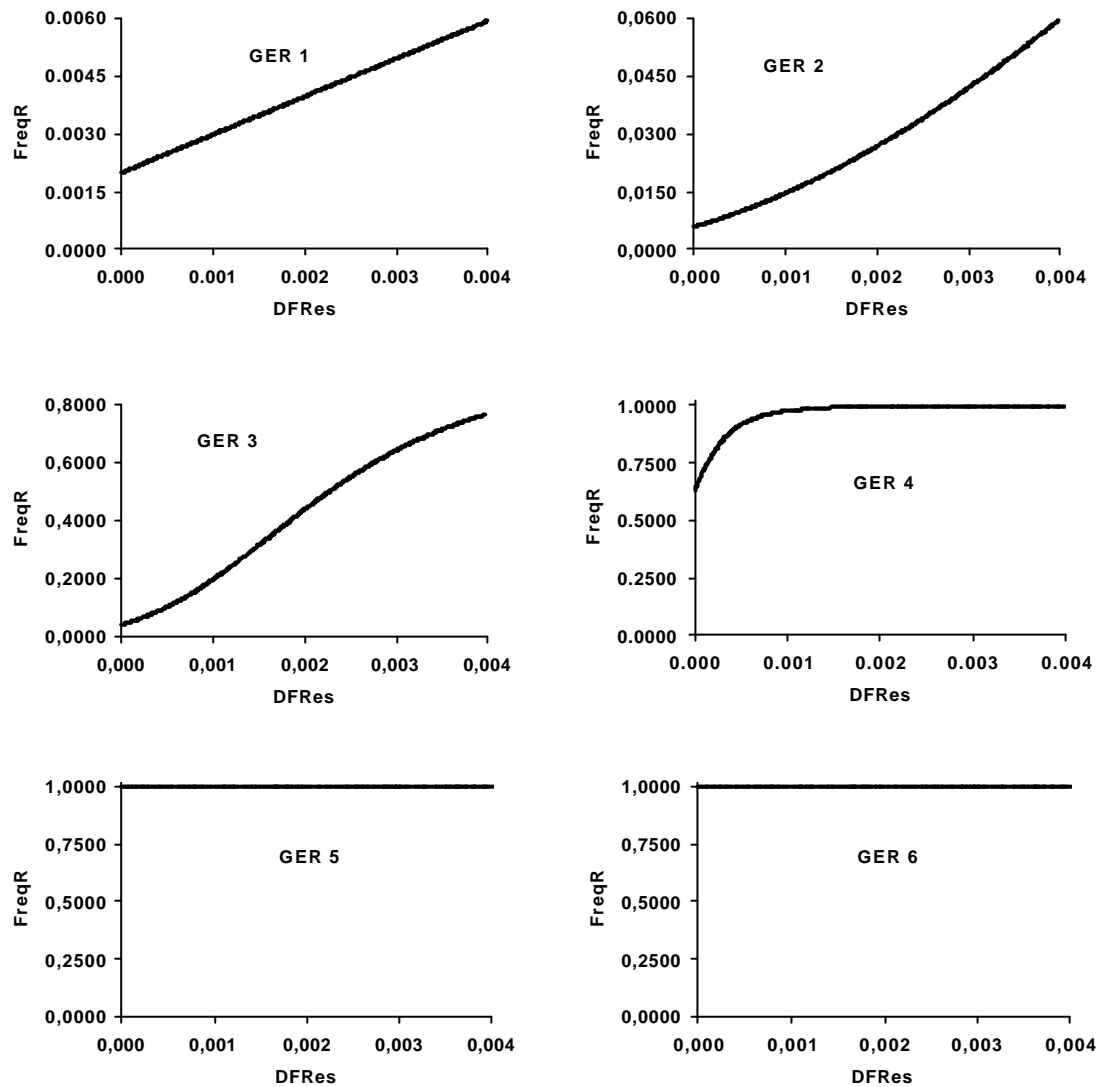 0.0060
0.0045
0.0030
0.0015
0.0000
FreqR
GER 1
0.000 0.001 0.002 0.003 0.004
DFRes
0,0600
0,0450
0,0300
0,0150
0,0000
FreqR
GER 2
0,000 0,001 0,002 0,003 0,004
DFRes
0,8000
0,6000
0,4000
0,2000
0,0000
FreqR
GER 3
0,000 0,001 0,002 0,003 0,004
DFRes
1.0000
0.7500
0.5000
0.2500
0.0000
FreqR
GER 4
0.000 0.001 0.002 0.003 0.004
DFRes
1,0000
0,7500
0,5000
0,2500
0,0000
FreqR
GER 5
0,000 0,001 0,002 0,003 0,004
DFRes
1,0000
0,7500
0,5000
0,2500
0,0000
FreqR
GER 6
0,000 0,001 0,002 0,003 0,004
DFRes